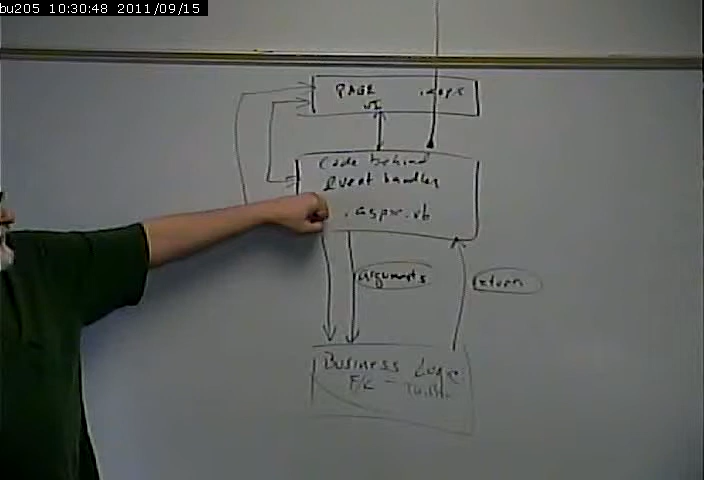 bu205 10:30:48 2011/09/15
PAGE
UI
Code behind
Event handler
.aspx.vb
arguments
return
Business Logic
F/C -